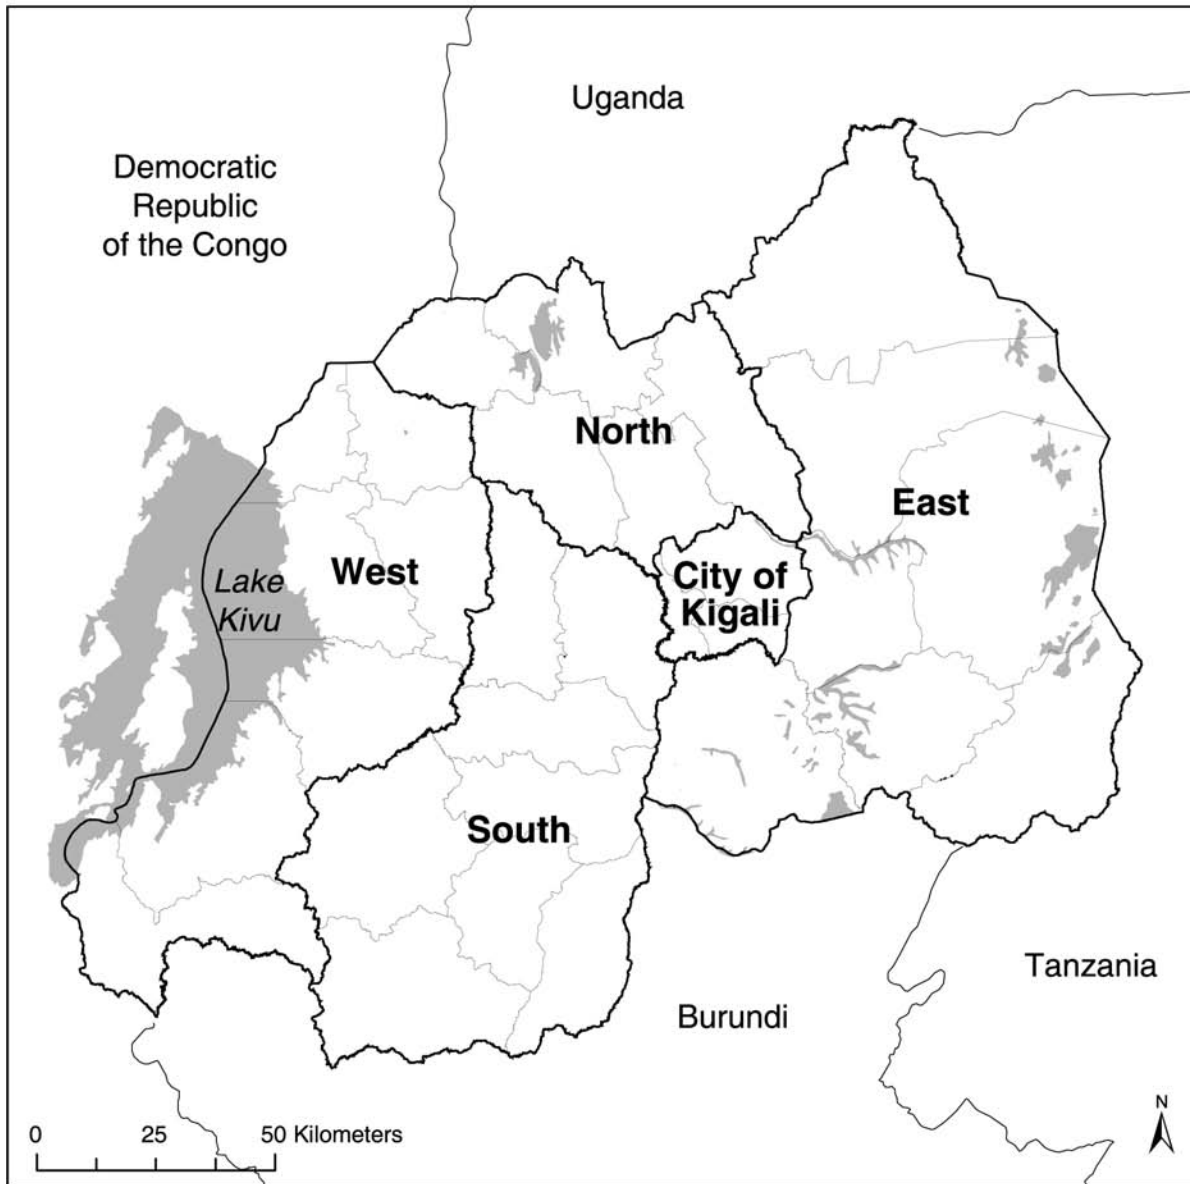 Uganda
Democratic
Republic
of the Congo
North
East
West
City of
Kigali
Lake
Kivu
South
Tanzania
Burundi
N
0 25 50 Kilometers